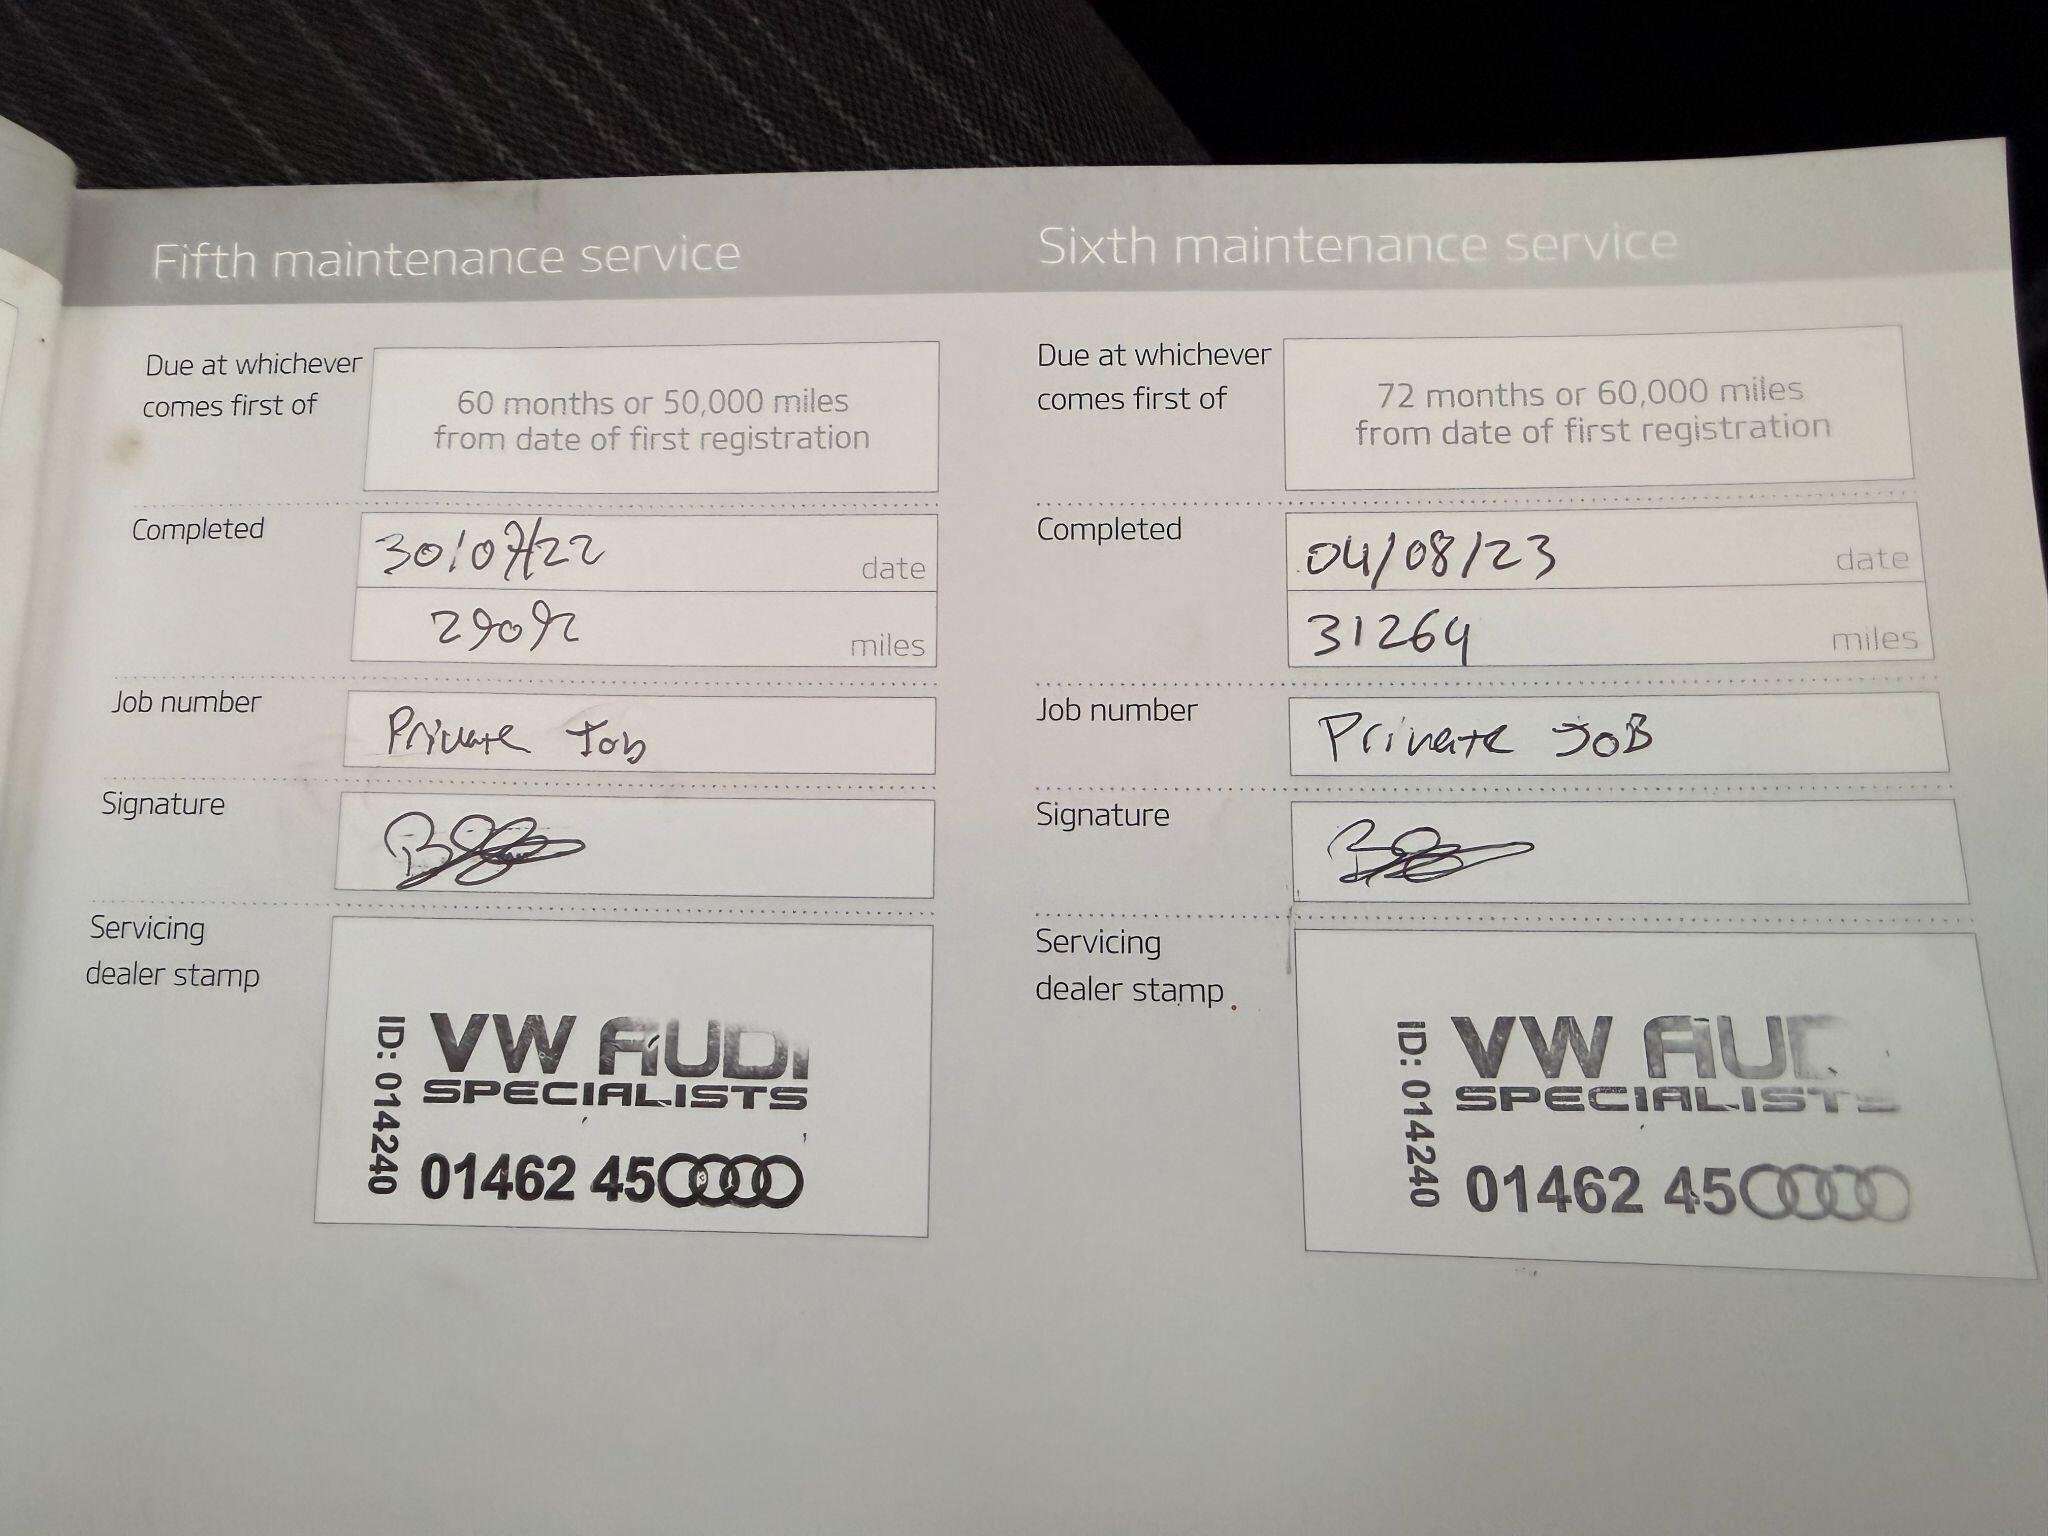 Fifth maintenance service
Due at whichever
comes first of
60 months or 50,000 miles
from date of first registration
Completed
30/07/22
date
29092
miles
Job number
Private Job
Signature
Servicing
dealer stamp
ID: 014240
VW AUDI
SPECIALISTS
01462 45
Sixth maintenance service
Due at whichever
comes first of
72 months or 60,000 miles
from date of first registration
Completed
04/08/23
date
31264
miles
Job number
Private JOB
Signature
Servicing
dealer stamp
ID: 014240
VW AUD
SPECIALISTS
01462 45